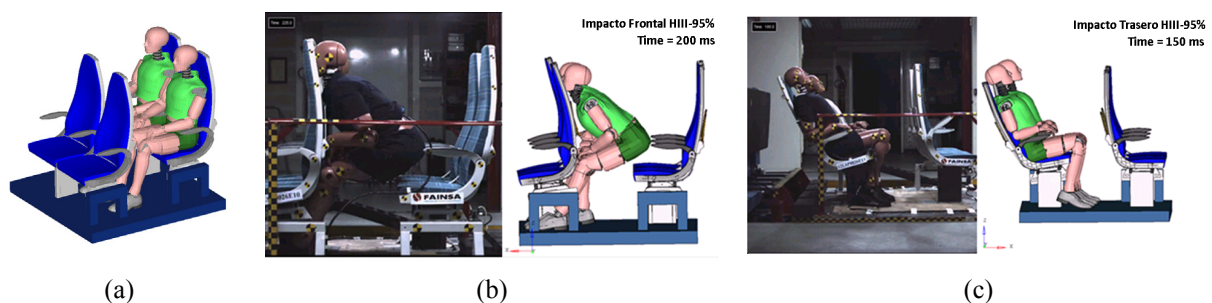 Impacto Frontal HIII-95%
Time = 200 ms
Impacto Trasero HIII-95%
Time = 150 ms
FAINSA
FAINSA
(a)
(b)
(c)